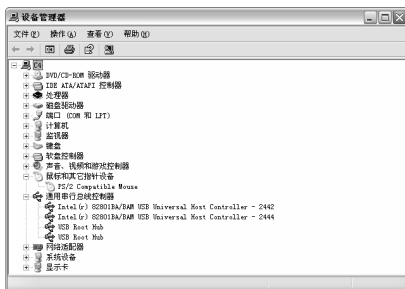 设备管理器
文件(F) 操作(A) 查看(V) 帮助(H)
DVD/CD-ROM 驱动器
IDE ATA/ATAPI 控制器
处理器
磁盘驱动器
端口 (COM 和 LPT)
计算机
监视器
键盘
软盘控制器
声音、视频和游戏控制器
鼠标和其它指针设备
PS/2 Compatible Mouse
通用串行总线控制器
Intel(r) 82801BA/BAM USB Universal Host Controller - 2442
Intel(r) 82801BA/BAM USB Universal Host Controller - 2444
USB Root Hub
USB Root Hub
网络适配器
系统设备
显示卡